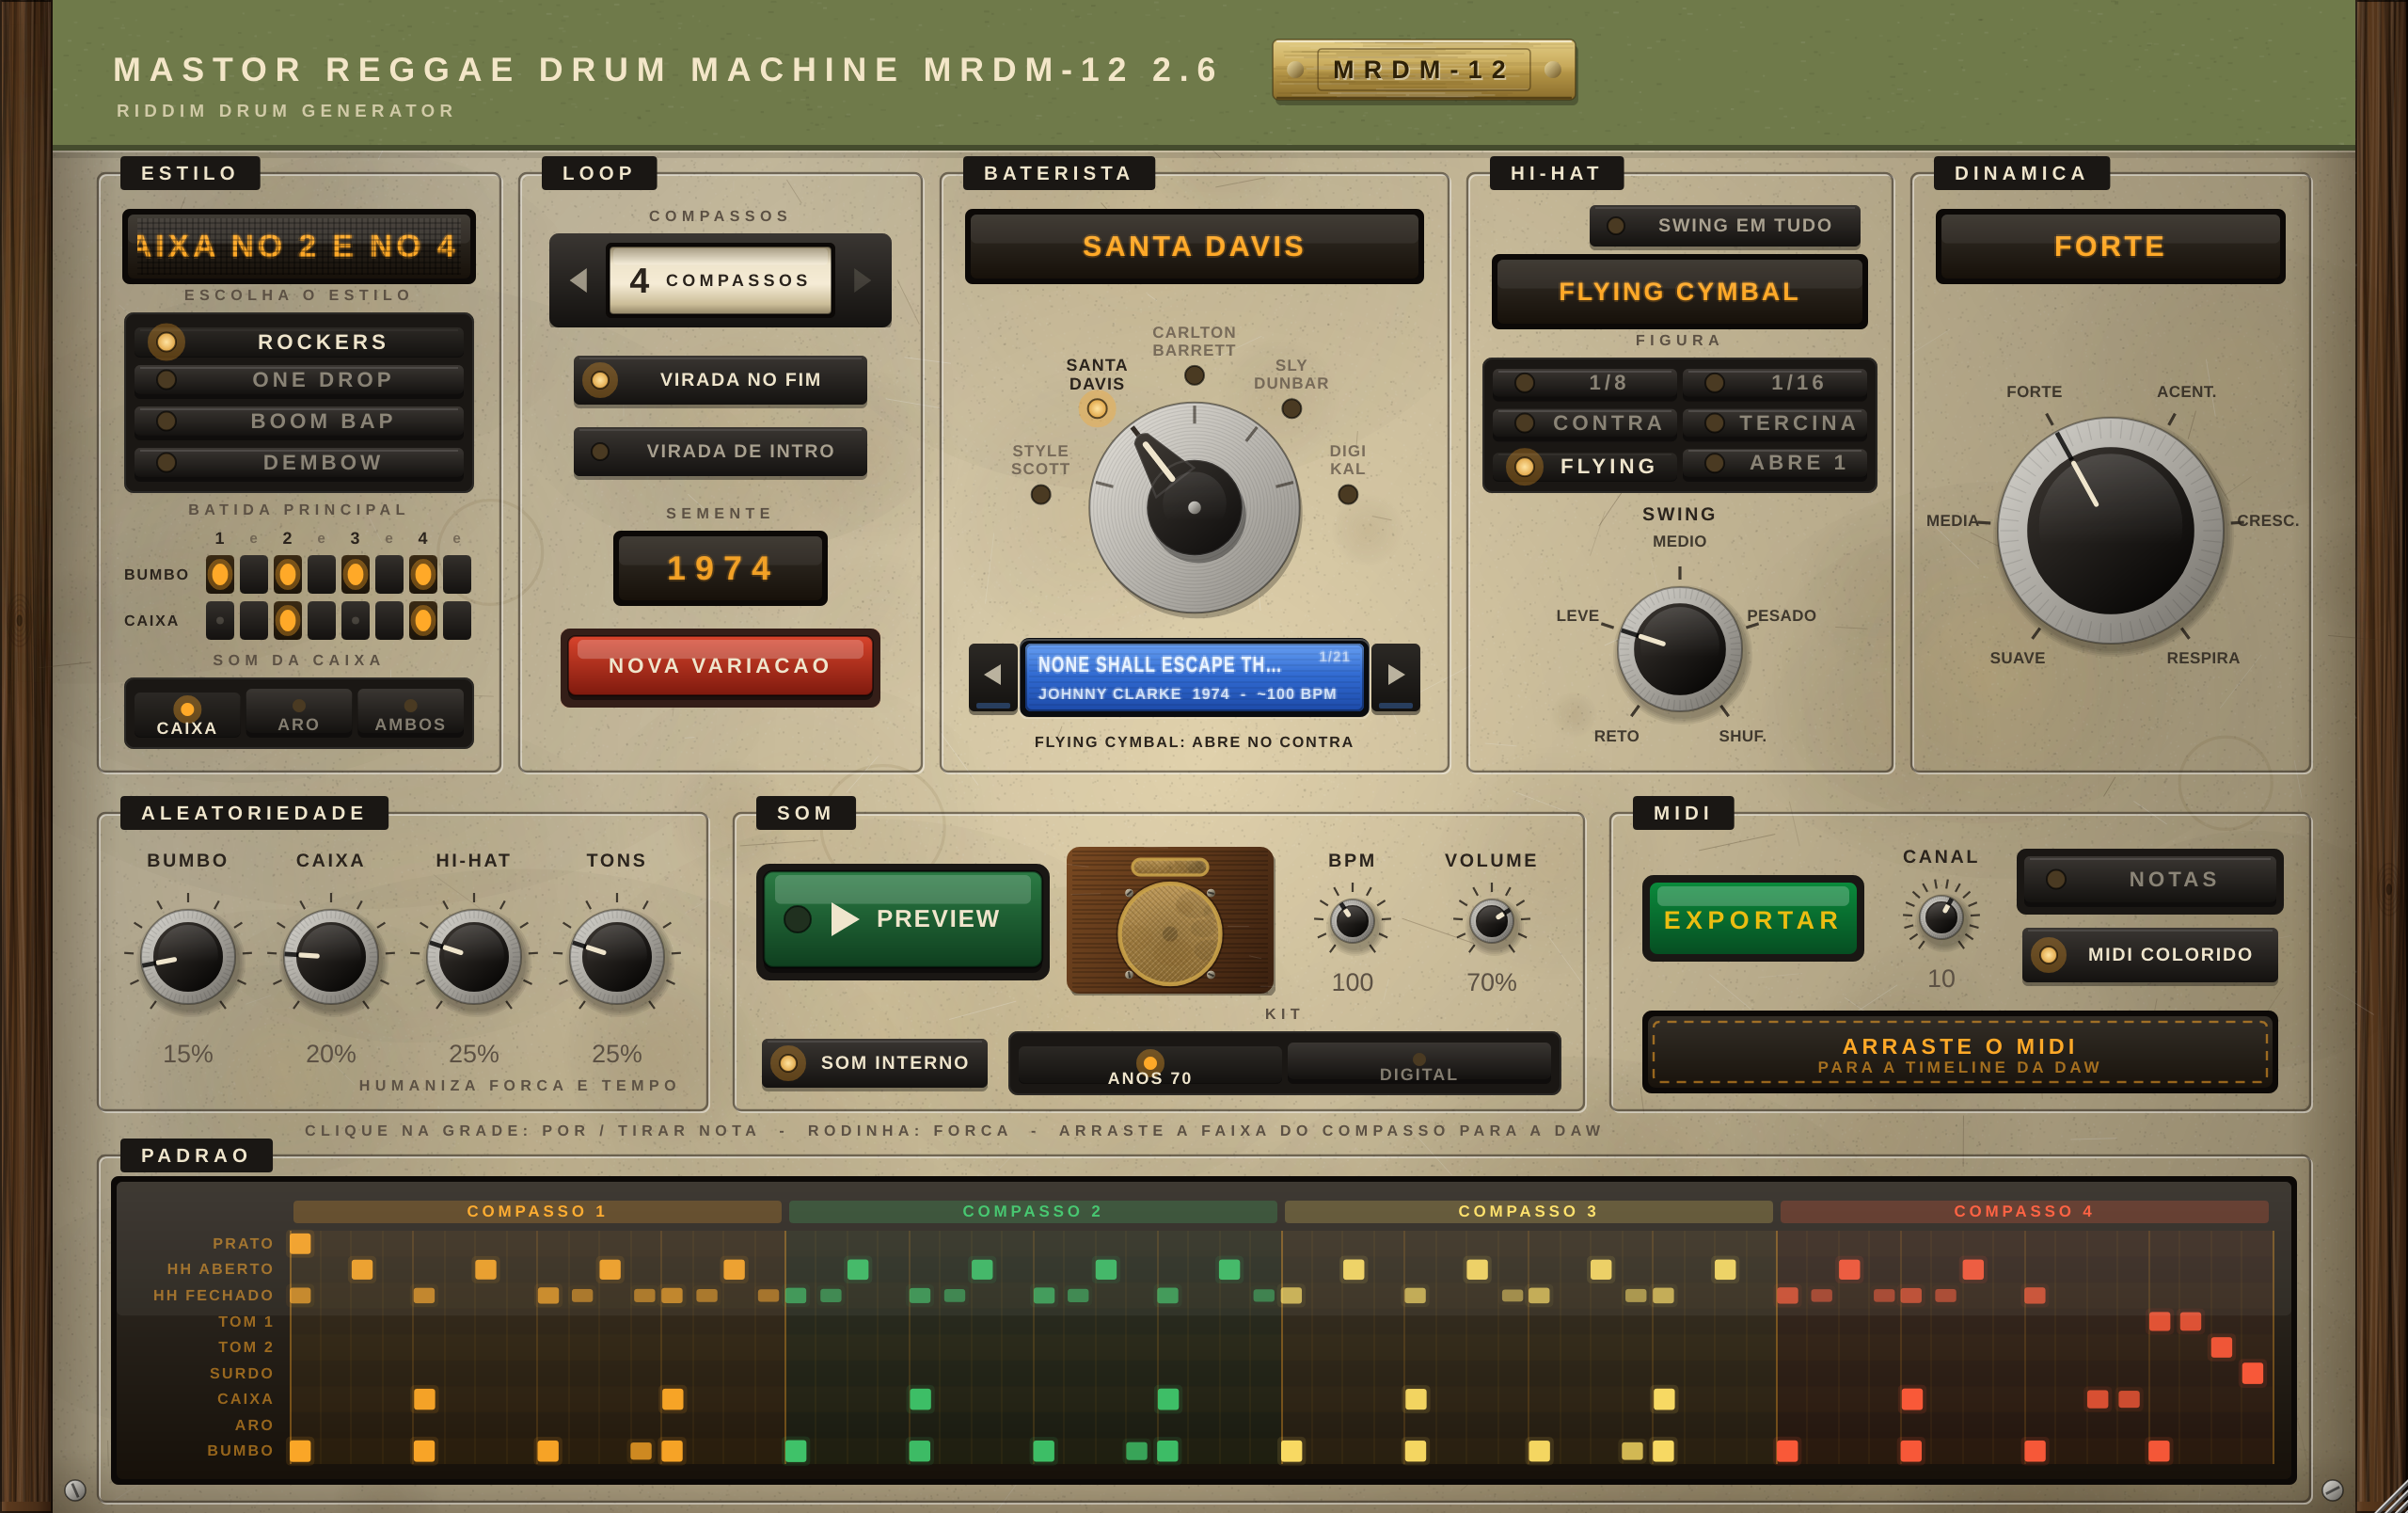 MASTOR REGGAE DRUM MACHINE MRDM-12 2.6
MRDM-12
RIDDIM DRUM GENERATOR
ESTILO
AIXA NO 2 E NO 4
ESCOLHA O ESTILO
ROCKERS
ONE DROP
BOOM BAP
DEMBOW
BATIDA PRINCIPAL
1 e 2 e 3 e 4 e
BUMBO
CAIXA
SOM DA CAIXA
CAIXA ARO AMBOS
LOOP
COMPASSOS
4 COMPASSOS
VIRADA NO FIM
VIRADA DE INTRO
SEMENTE
1974
NOVA VARIACAO
BATERISTA
SANTA DAVIS
CARLTON
BARRETT
SANTA
DAVIS
SLY
DUNBAR
STYLE
SCOTT
DIGI
KAL
NONE SHALL ESCAPE TH... 1/21
JOHNNY CLARKE 1974 - ~100 BPM
FLYING CYMBAL: ABRE NO CONTRA
HI-HAT
SWING EM TUDO
FLYING CYMBAL
FIGURA
1/8 1/16
CONTRA TERCINA
FLYING ABRE 1
SWING
MEDIO
LEVE PESADO
RETO SHUF.
DINAMICA
FORTE
FORTE ACENT.
MEDIA CRESC.
SUAVE RESPIRA
ALEATORIEDADE
BUMBO CAIXA HI-HAT TONS
15% 20% 25% 25%
HUMANIZA FORCA E TEMPO
SOM
PREVIEW
BPM VOLUME
100 70%
KIT
SOM INTERNO
ANOS 70 DIGITAL
MIDI
EXPORTAR
CANAL
10
NOTAS
MIDI COLORIDO
ARRASTE O MIDI
PARA A TIMELINE DA DAW
CLIQUE NA GRADE: POR / TIRAR NOTA - RODINHA: FORCA - ARRASTE A FAIXA DO COMPASSO PARA A DAW
PADRAO
COMPASSO 1 COMPASSO 2 COMPASSO 3 COMPASSO 4
PRATO
HH ABERTO
HH FECHADO
TOM 1
TOM 2
SURDO
CAIXA
ARO
BUMBO